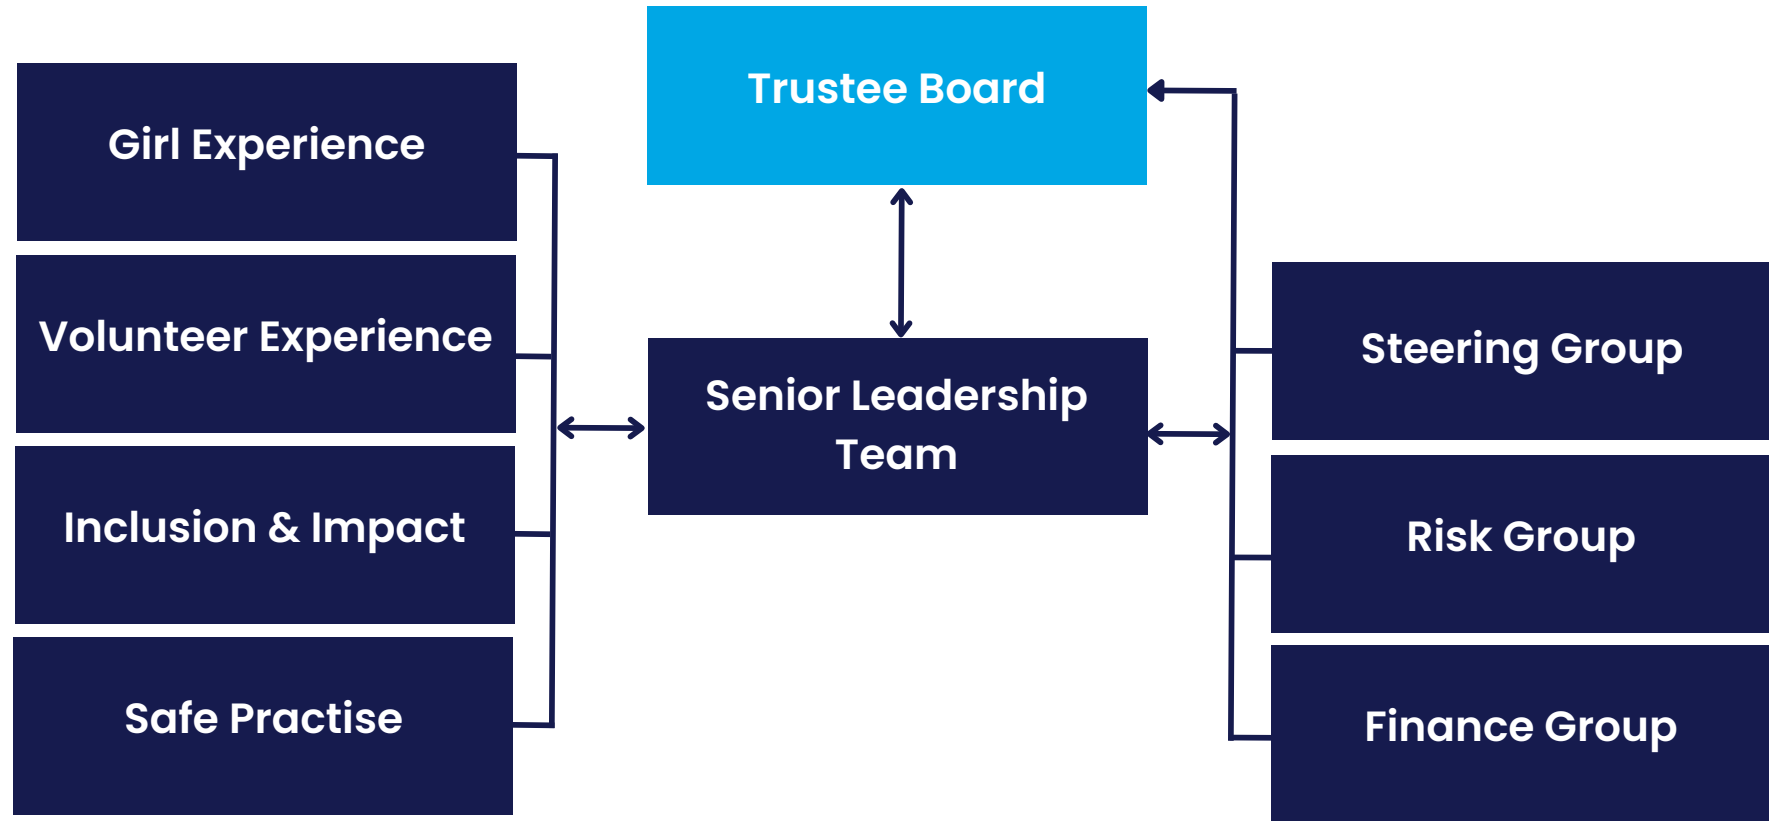 Trustee Board
Girl Experience
Volunteer Experience
Inclusion & Impact
Safe Practise
Senior Leadership
Team
Steering Group
Risk Group
Finance Group